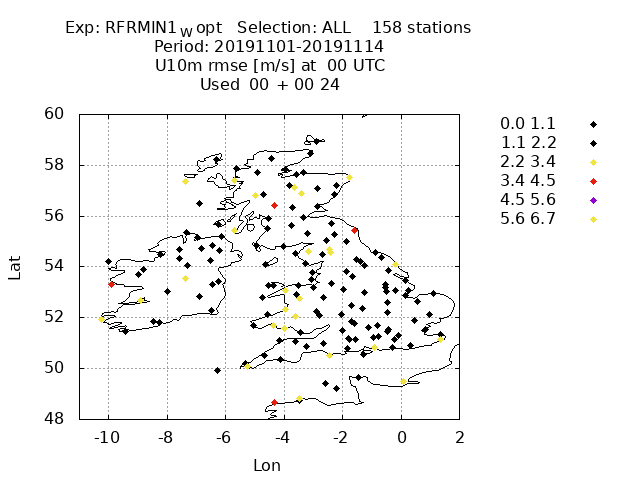 Exp: RFRMIN1Wopt Selection: ALL 158 stations
Period: 20191101-20191114
U10m rmse [m/s] at 00 UTC
Used 00 + 00 24
60
58
56
54
52
50
48
Lat
-10 -8 -6 -4 -2 0 2
Lon
0.0 1.1
1.1 2.2
2.2 3.4
3.4 4.5
4.5 5.6
5.6 6.7